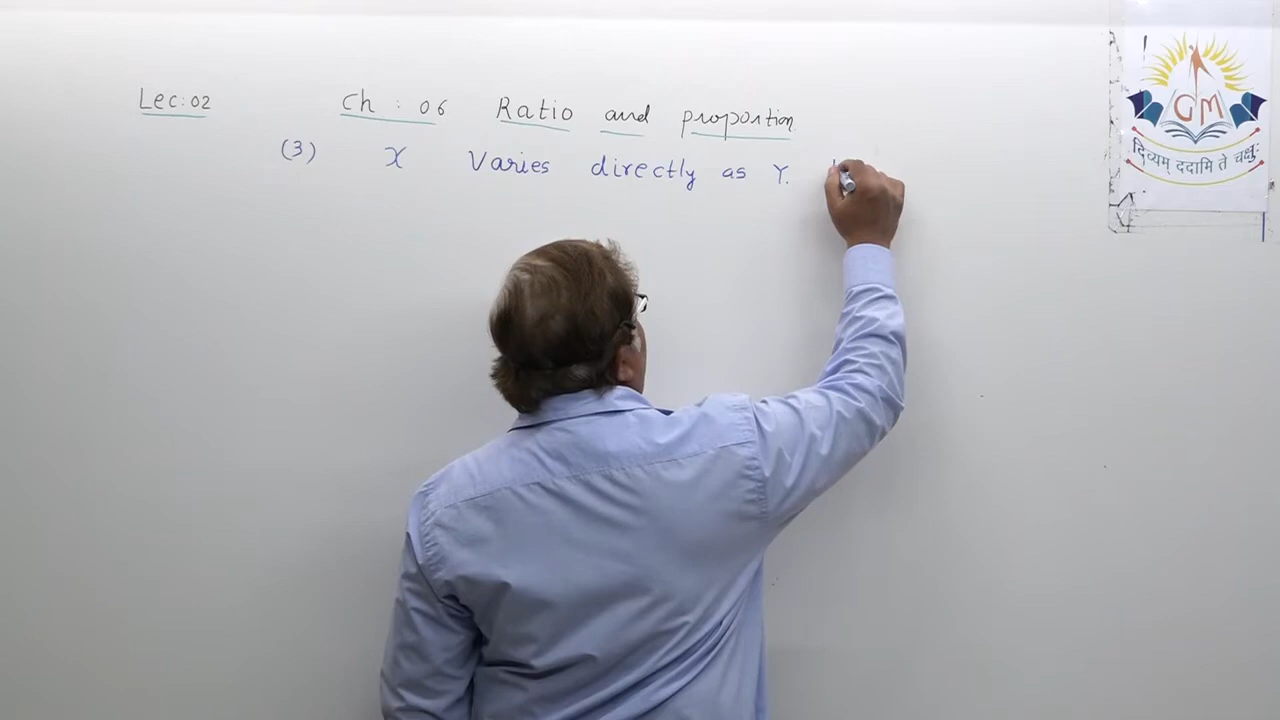 Lec:02 Ch : 06 Ratio and proportion
(3) X Varies directly as Y.
GM
दिव्यम् ददामि ते चक्षुः